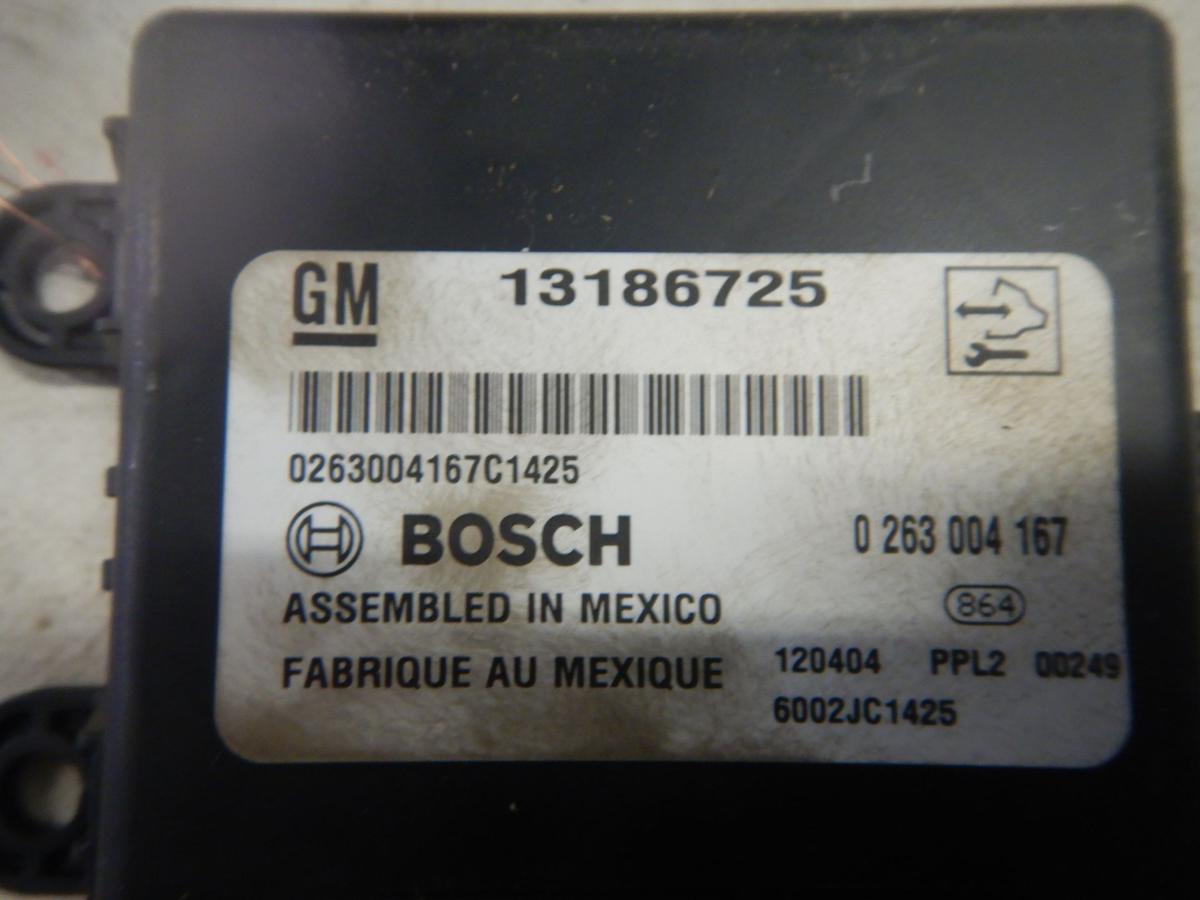 GM 13186725
0263004167C1425
BOSCH 0 263 004 167
ASSEMBLED IN MEXICO 864
FABRIQUE AU MEXIQUE 120404 PPL2 00249
6002JC1425